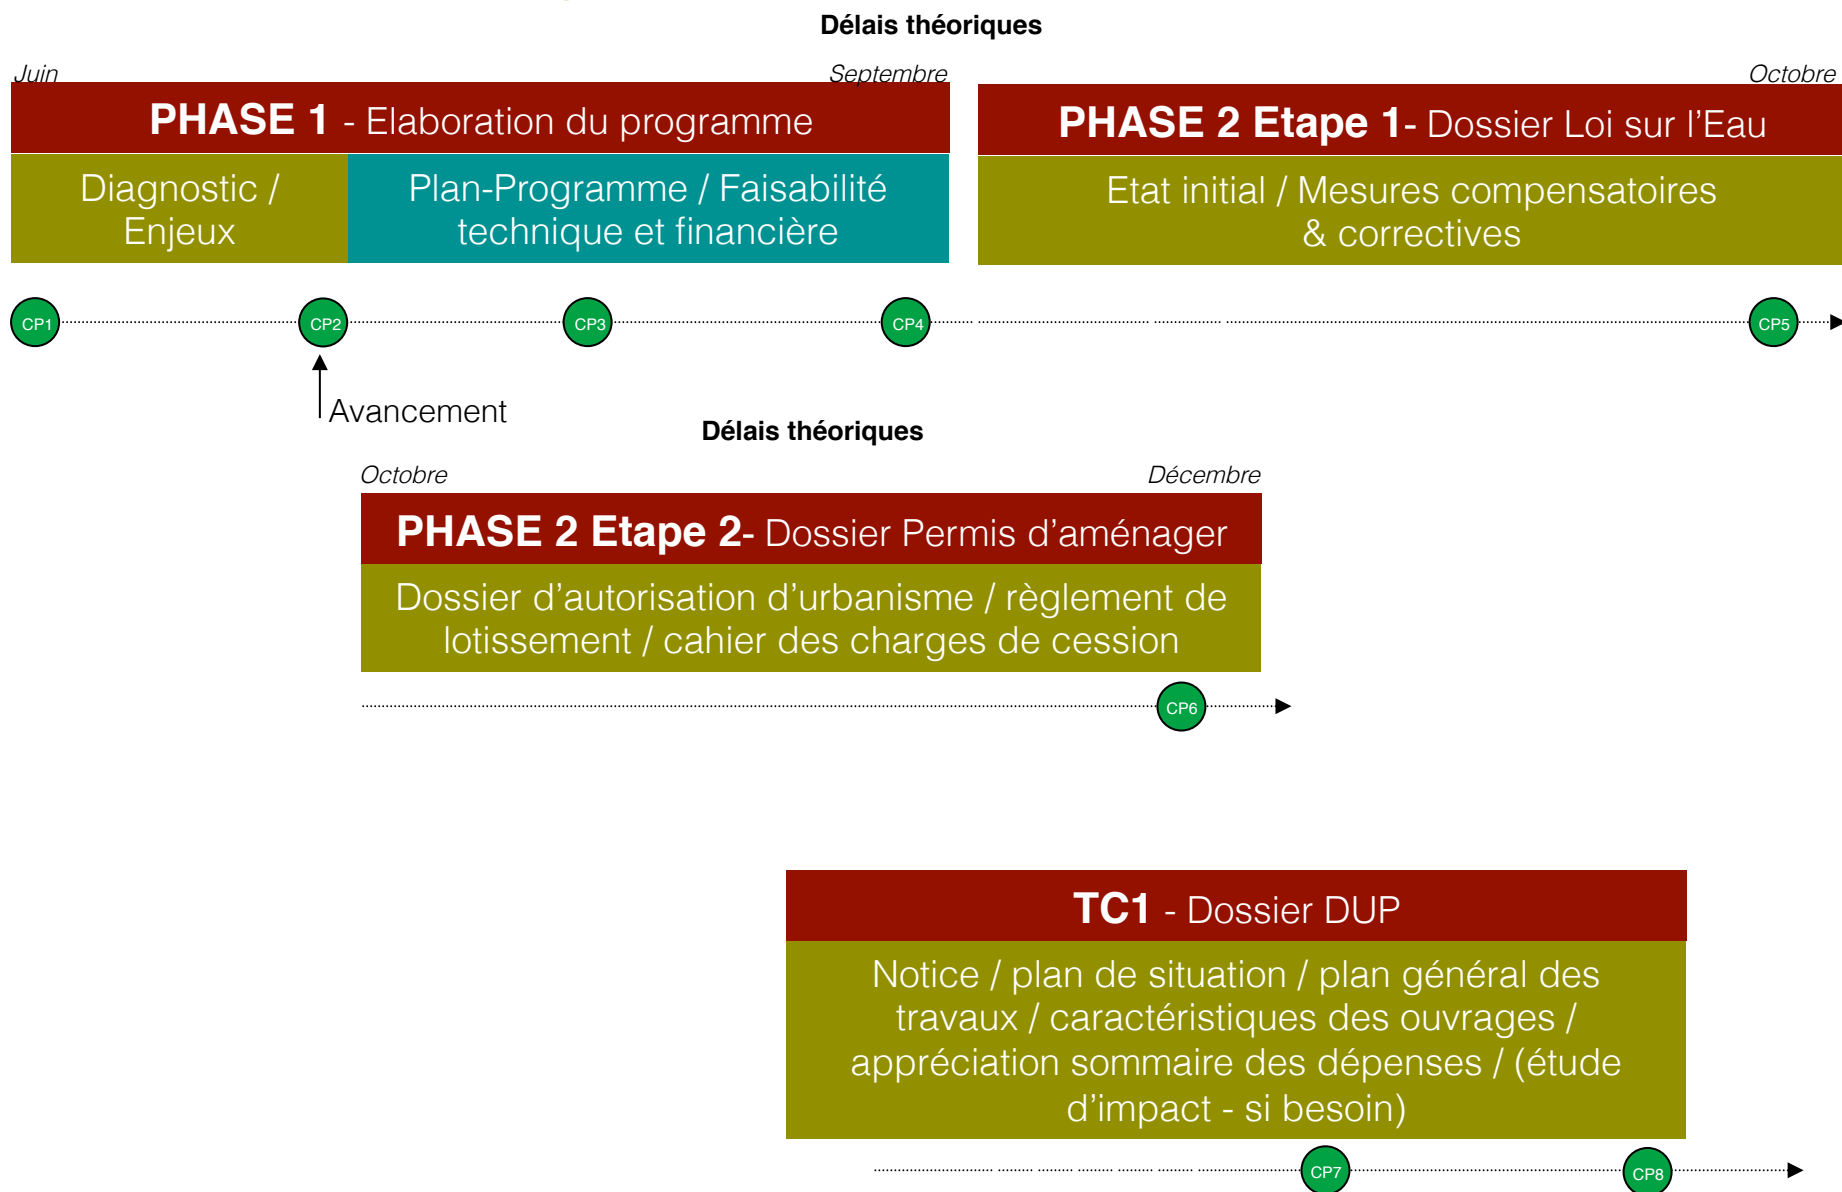 Délais théoriques
Juin
Septembre
Octobre
PHASE 1 - Elaboration du programme
PHASE 2 Etape 1- Dossier Loi sur l'Eau
Diagnostic /
Enjeux
Plan-Programme / Faisabilité
technique et financière
Etat initial / Mesures compensatoires
& correctives
CP1
CP2
CP3
CP4
CP5
Avancement
Délais théoriques
Octobre
Décembre
PHASE 2 Etape 2- Dossier Permis d'aménager
Dossier d'autorisation d'urbanisme / règlement de
lotissement / cahier des charges de cession
CP6
TC1 - Dossier DUP
Notice / plan de situation / plan général des
travaux / caractéristiques des ouvrages /
appréciation sommaire des dépenses / (étude
d'impact - si besoin)
CP7
CP8